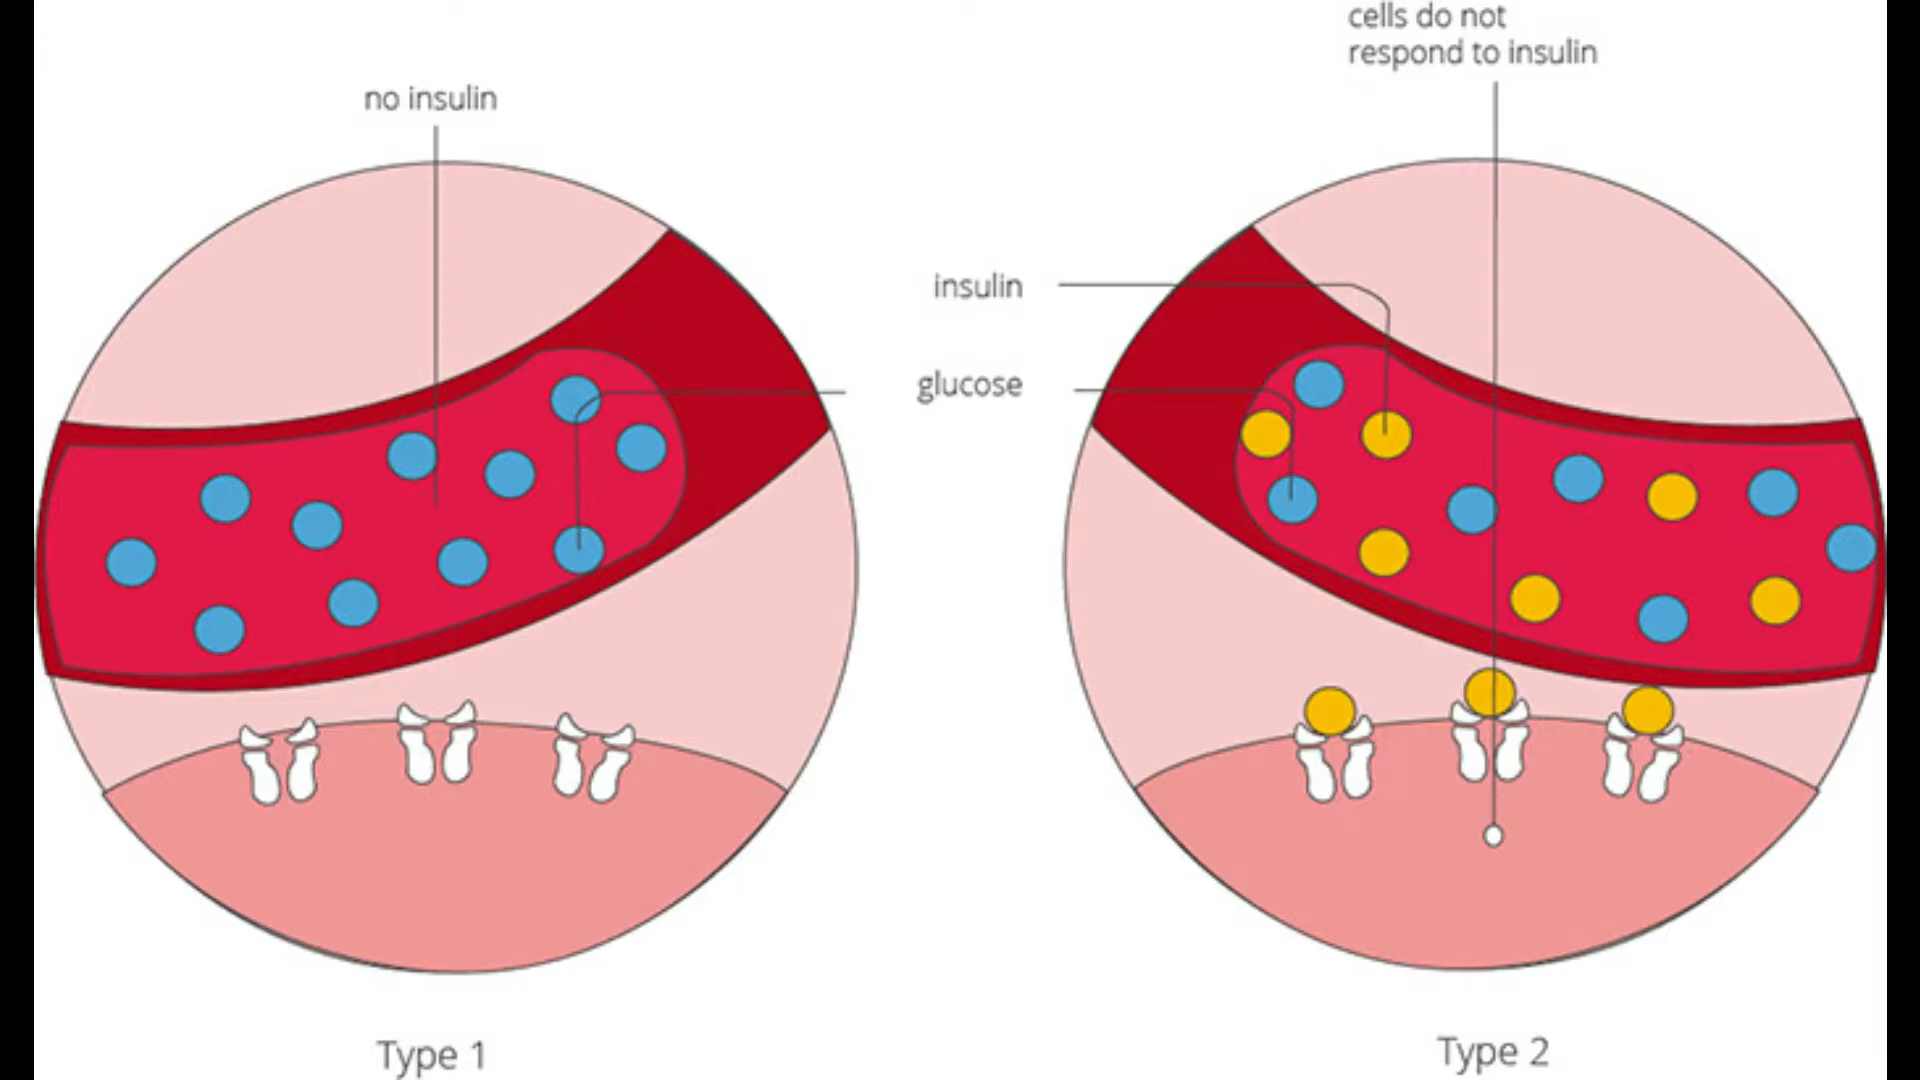 no insulin
cells do not
respond to insulin
insulin
glucose
Type 1
Type 2